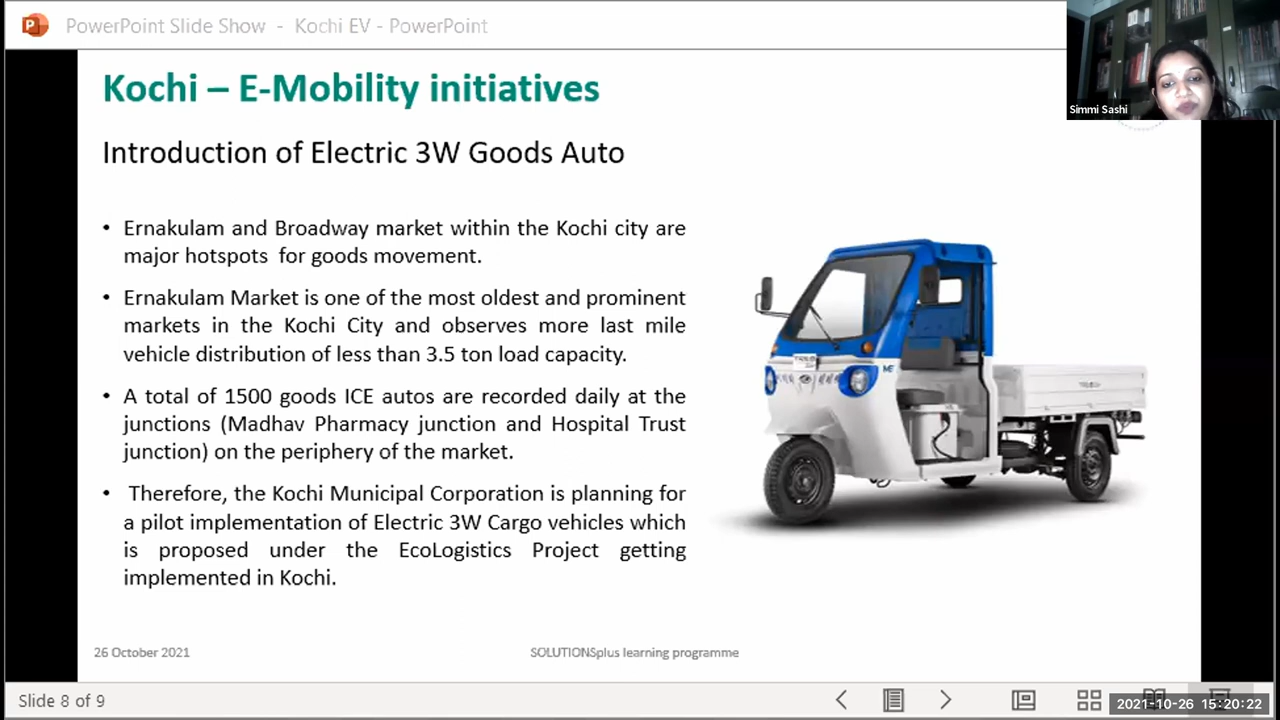 PowerPoint Slide Show - Kochi EV - PowerPoint
Simmi Sashi
Kochi – E-Mobility initiatives
Introduction of Electric 3W Goods Auto
• Ernakulam and Broadway market within the Kochi city are
major hotspots for goods movement.
• Ernakulam Market is one of the most oldest and prominent
markets in the Kochi City and observes more last mile
vehicle distribution of less than 3.5 ton load capacity.
• A total of 1500 goods ICE autos are recorded daily at the
junctions (Madhav Pharmacy junction and Hospital Trust
junction) on the periphery of the market.
• Therefore, the Kochi Municipal Corporation is planning for
a pilot implementation of Electric 3W Cargo vehicles which
is proposed under the EcoLogistics Project getting
implemented in Kochi.
26 October 2021
SOLUTIONSplus learning programme
Slide 8 of 9
2021-10-26 15:20:22